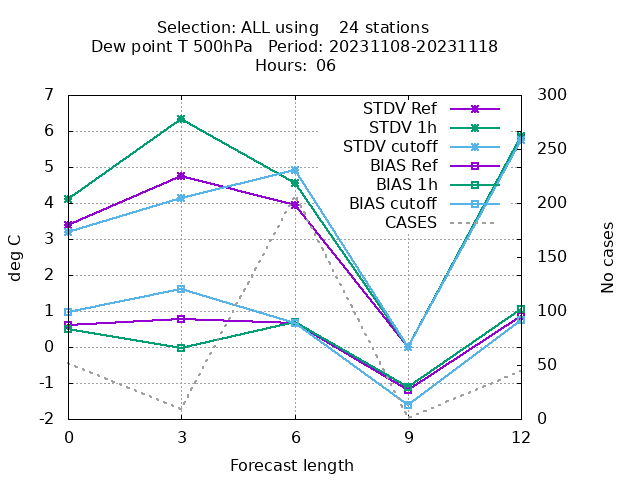 Selection: ALL using    24 stations
Dew point T 500hPa   Period: 20231108-20231118
Hours:  06
7
6
5
4
3
2
1
0
-1
-2
deg C
300
250
200
150
100
50
0
No cases
STDV Ref
STDV 1h
STDV cutoff
BIAS Ref
BIAS 1h
BIAS cutoff
CASES
0 3 6 9 12
Forecast length